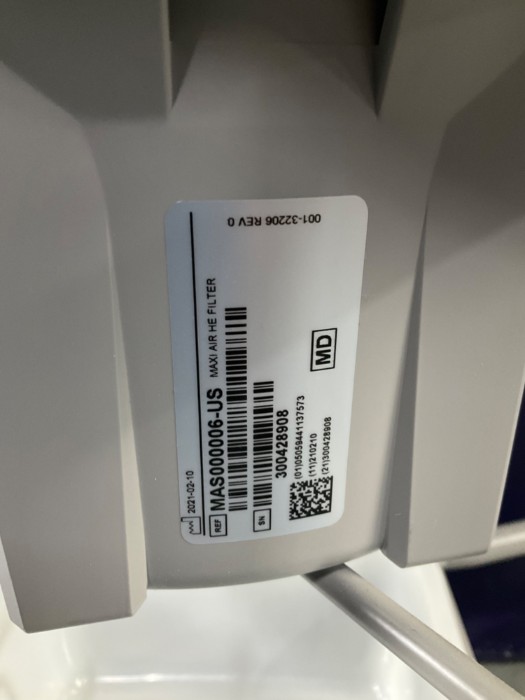 2021-02-10
REF MAS000006-US MAXI AIR HE FILTER
SN
300428908
(01)05059441137573
(11)210210
(21)300428908
MD
001-32206 REV 0